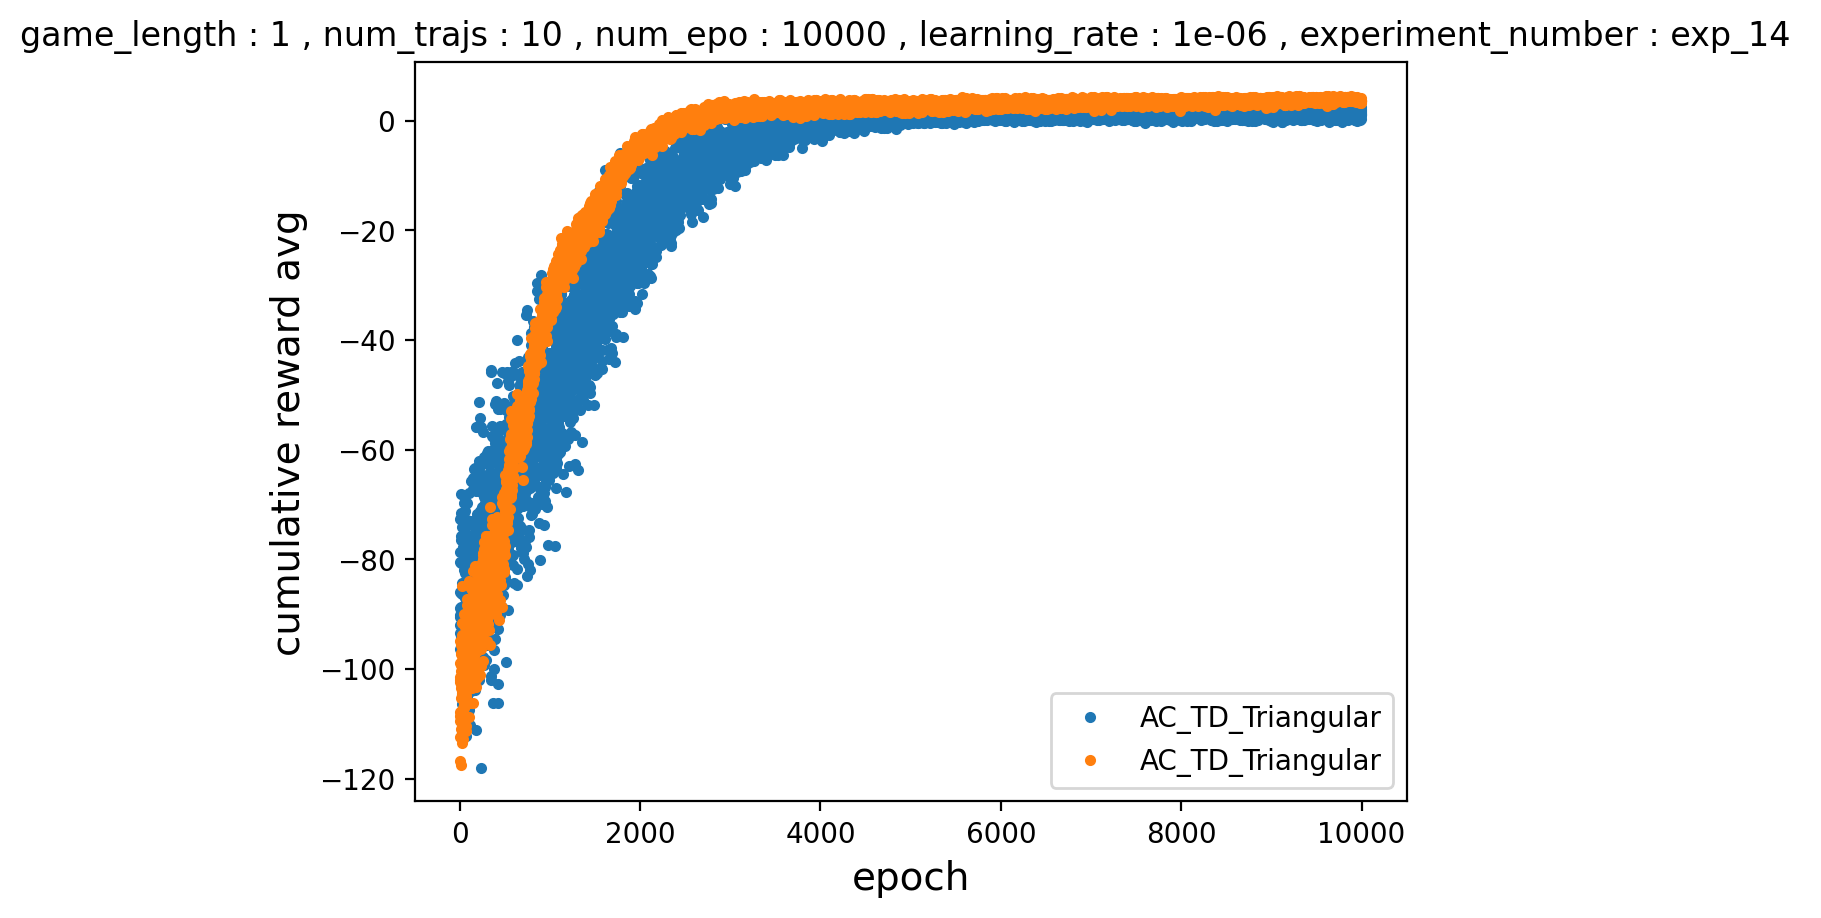 game_length : 1 , num_trajs : 10 , num_epo : 10000 , learning_rate : 1e-06 , experiment_number : exp_14
0
−20
−40
−60
−80
−100
−120
cumulative reward avg
AC_TD_Triangular
AC_TD_Triangular
0 2000 4000 6000 8000 10000
epoch